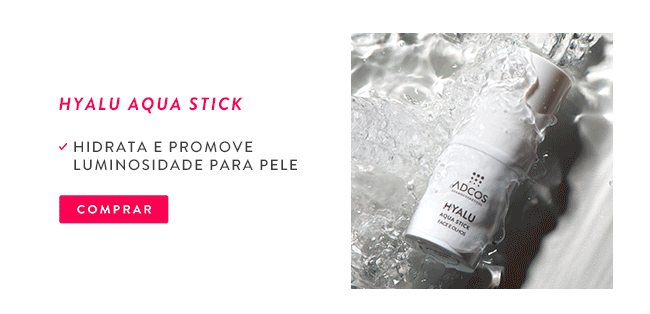 HYALU AQUA STICK
HIDRATA E PROMOVE
LUMINOSIDADE PARA PELE
COMPRAR
ADCOS
HYALU
AQUA STICK
FACE E OLHOS